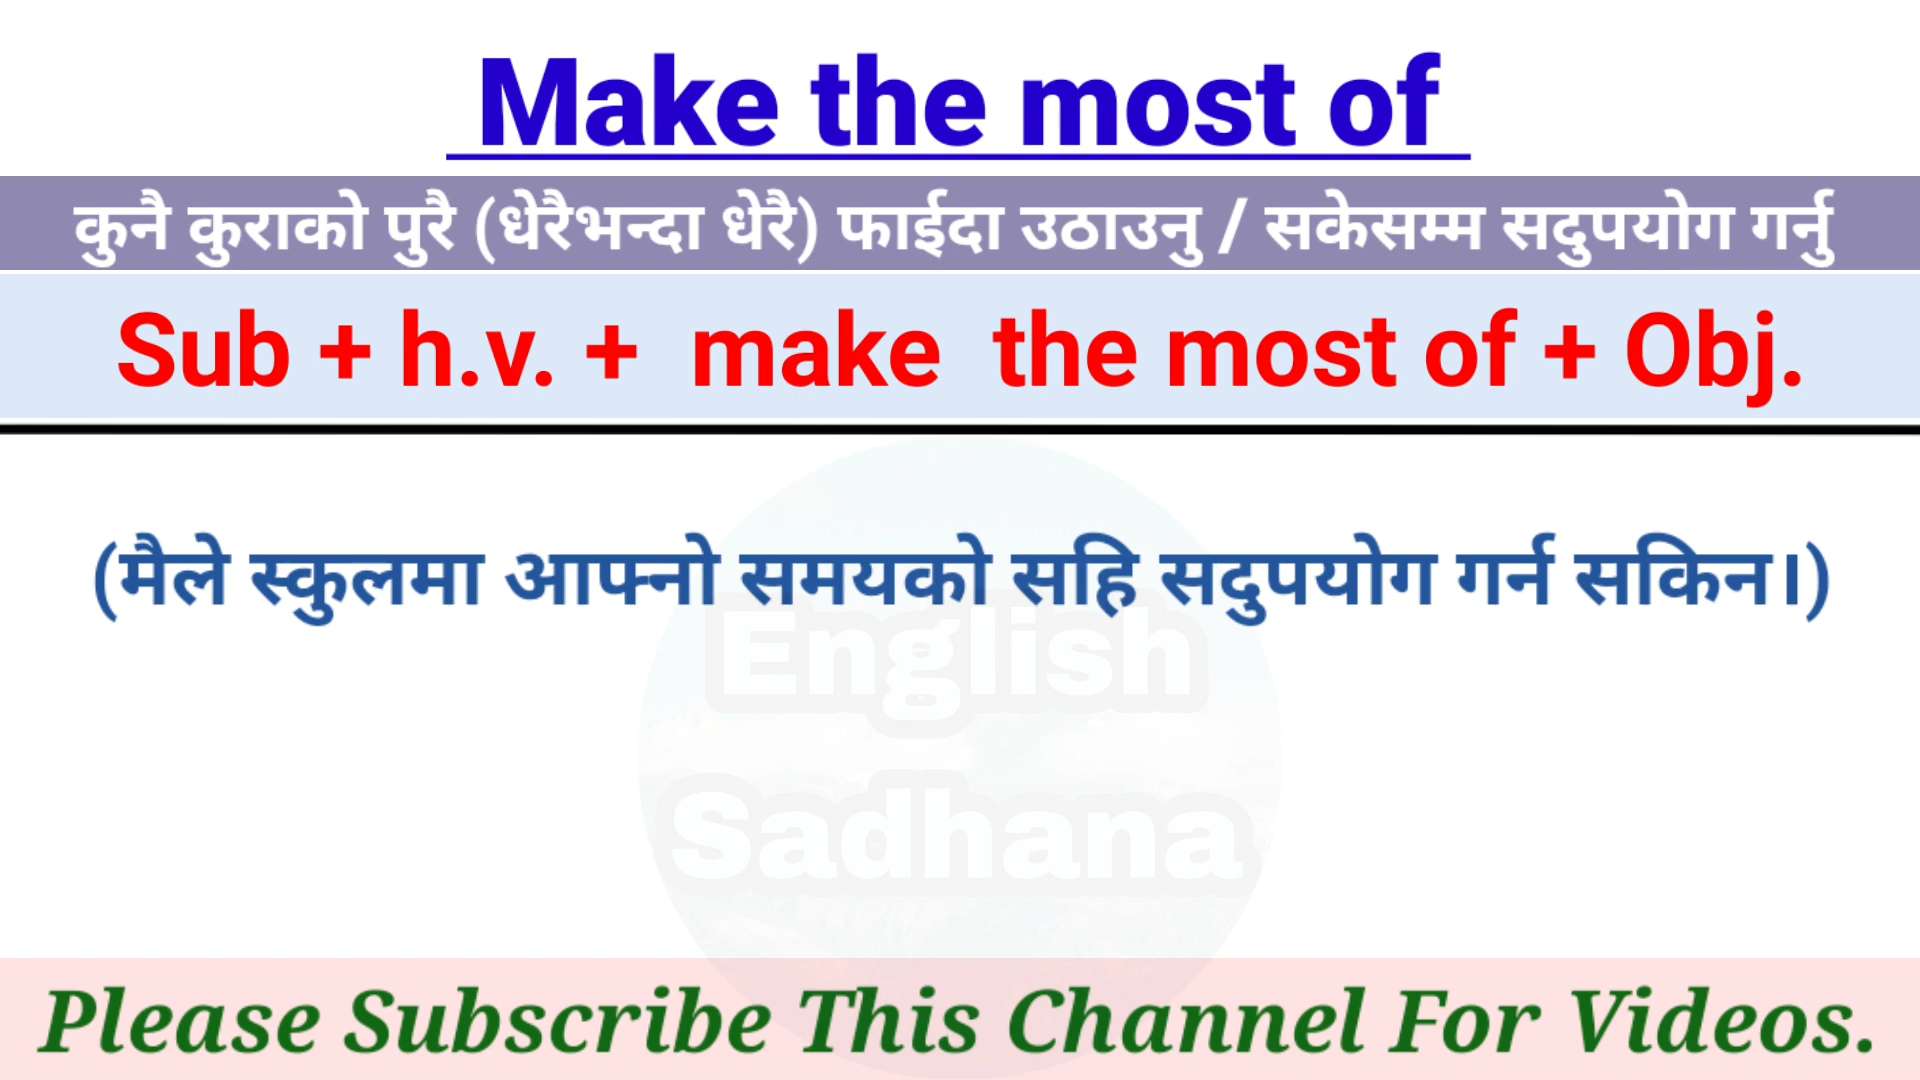 Make the most of
कुनै कुराको पुरै (धेरैभन्दा धेरै) फाईदा उठाउनु / सकेसम्म सदुपयोग गर्नु
Sub + h.v. + make the most of + Obj.
(मैले स्कुलमा आफ्नो समयको सहि सदुपयोग गर्न सकिन।)
English
Sadhana
Please Subscribe This Channel For Videos.